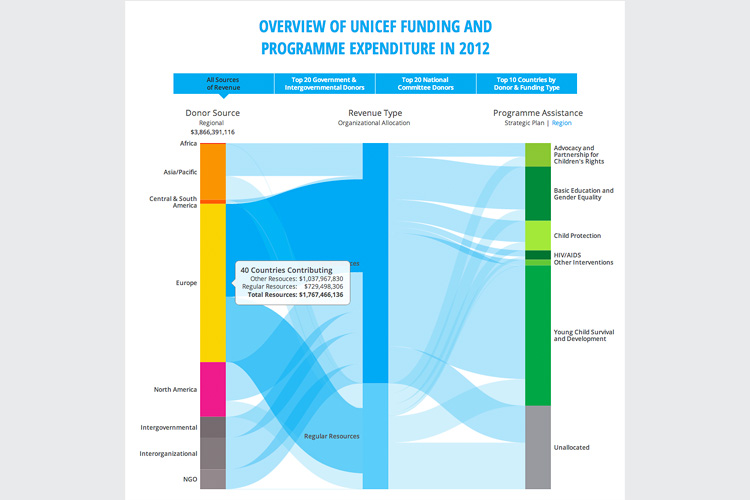 OVERVIEW OF UNICEF FUNDING AND
PROGRAMME EXPENDITURE IN 2012
All Sources
of Revenue
Top 20 Government &
Intergovernmental Donors
Top 20 National
Committee Donors
Top 10 Countries by
Donor & Funding Type
Donor Source
Regional
$3,866,391,116
Revenue Type
Organizational Allocation
Programme Assistance
Strategic Plan | Region
Africa
Asia/Pacific
Central & South
America
Europe
North America
Intergovernmental
Interorganizational
NGO
40 Countries Contributing
Other Resouces: $1,037,967,830
Regular Resources: $729,498,306
Total Resources: $1,767,466,136
Regular Resources
Advocacy and
Partnership for
Children's Rights
Basic Education and
Gender Equality
Child Protection
HIV/AIDS
Other Interventions
Young Child Survival
and Development
Unallocated